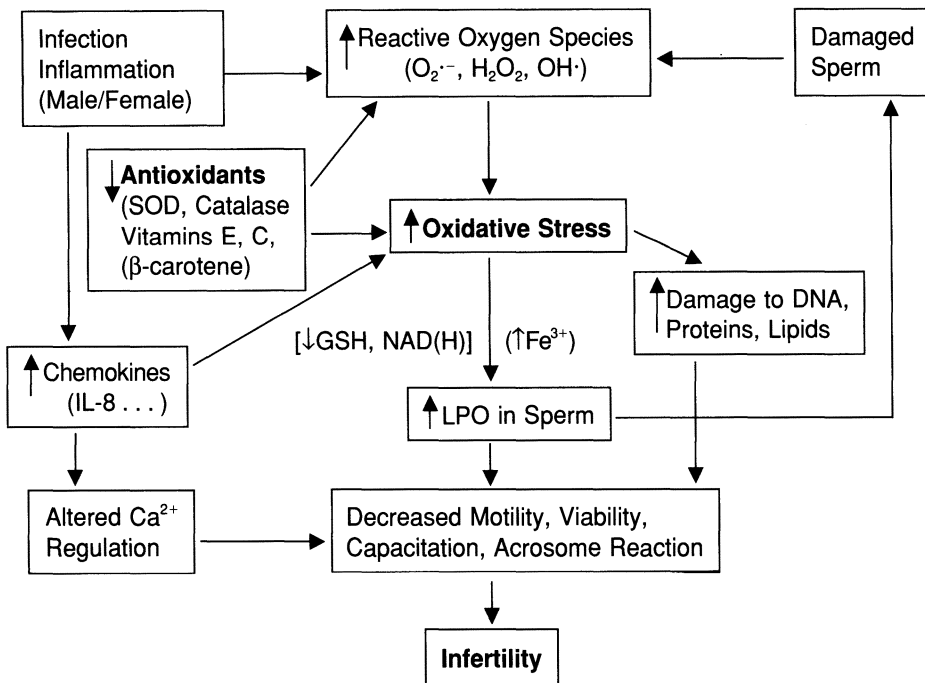 Infection
Inflammation
(Male/Female)
↑Reactive Oxygen Species
(O₂·⁻, H₂O₂, OH·)
Damaged
Sperm
↓Antioxidants
(SOD, Catalase
Vitamins E, C,
(β-carotene)
↑Oxidative Stress
↑Damage to DNA,
Proteins, Lipids
[↓GSH, NAD(H)] (↑Fe³⁺)
↑Chemokines
(IL-8 . . . )
↑LPO in Sperm
Altered Ca²⁺
Regulation
Decreased Motility, Viability,
Capacitation, Acrosome Reaction
Infertility